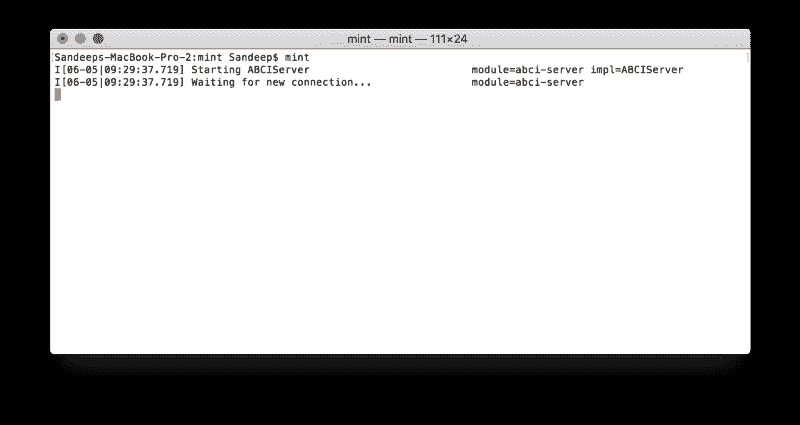 mint — mint — 111×24
Sandeeps-MacBook-Pro-2:mint Sandeep$ mint
I[06-05|09:29:37.719] Starting ABCIServer                          module=abci-server impl=ABCIServer
I[06-05|09:29:37.719] Waiting for new connection...                module=abci-server